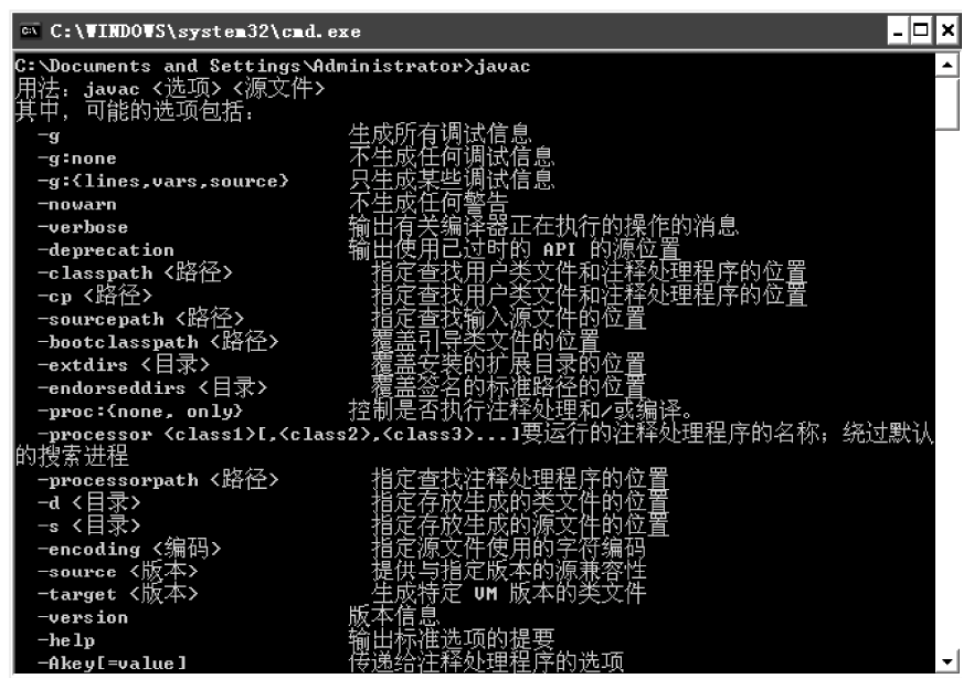 C:\WINDOWS\system32\cmd.exe
C:\Documents and Settings\Administrator>javac
用法: javac <选项> <源文件>
其中, 可能的选项包括:
-g 生成所有调试信息
-g:none 不生成任何调试信息
-g:{lines,vars,source} 只生成某些调试信息
-nowarn 不生成任何警告
-verbose 输出有关编译器正在执行的操作的消息
-deprecation 输出使用已过时的 API 的源位置
-classpath <路径> 指定查找用户类文件和注释处理程序的位置
-cp <路径> 指定查找用户类文件和注释处理程序的位置
-sourcepath <路径> 指定查找输入源文件的位置
-bootclasspath <路径> 覆盖引导类文件的位置
-extdirs <目录> 覆盖安装的扩展目录的位置
-endorseddirs <目录> 覆盖签名的标准路径的位置
-proc:{none, only} 控制是否执行注释处理和/或编译。
-processor <class1>[,<class2>,<class3>...]要运行的注释处理程序的名称; 绕过默认
的搜索进程
-processorpath <路径> 指定查找注释处理程序的位置
-d <目录> 指定存放生成的类文件的位置
-s <目录> 指定存放生成的源文件的位置
-encoding <编码> 指定源文件使用的字符编码
-source <版本> 提供与指定版本的源兼容性
-target <版本> 生成特定 VM 版本的类文件
-version 版本信息
-help 输出标准选项的提要
-Akey[=value] 传递给注释处理程序的选项